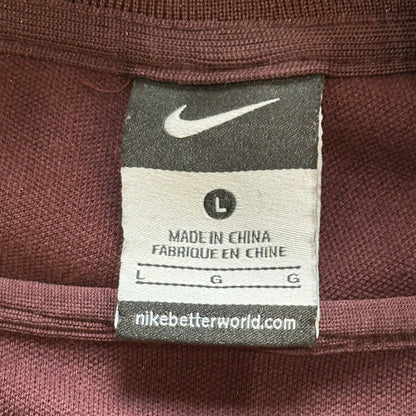 L
MADE IN CHINA
FABRIQUE EN CHINE
L G G
nikebetterworld.com